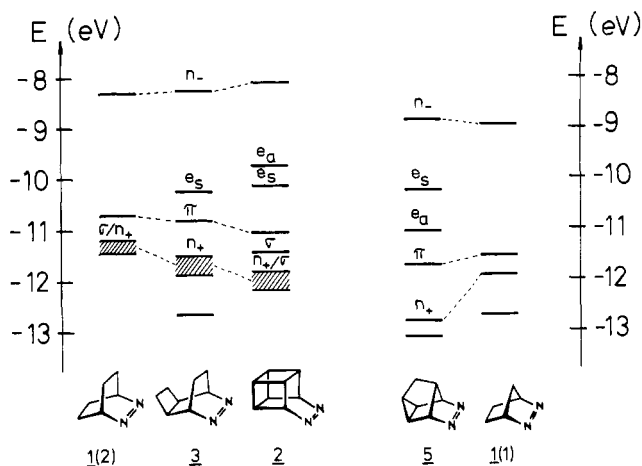 E (eV)
E (eV)
-8
-9
-10
-11
-12
-13
n₋
eₐ
eₛ
eₛ
π
σ/n₊
n₊
σ
n₊/σ
n₋
eₛ
eₐ
π
n₊
-8
-9
-10
-11
-12
-13
N
N
N
N
N
N
N
N
N
N
1(2)
3
2
5
1(1)